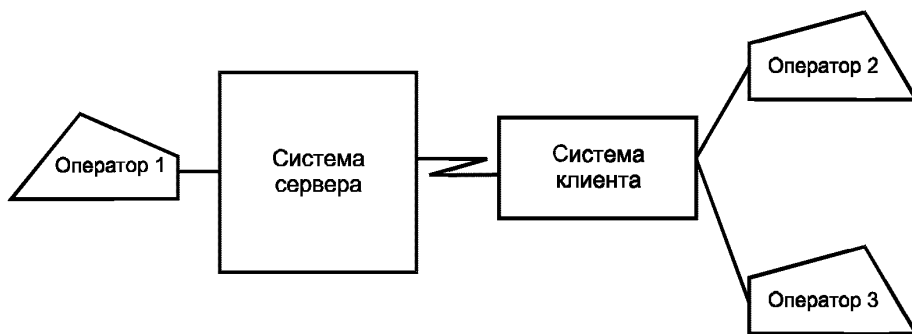 Оператор 1
Система
сервера
Система
клиента
Оператор 2
Оператор 3